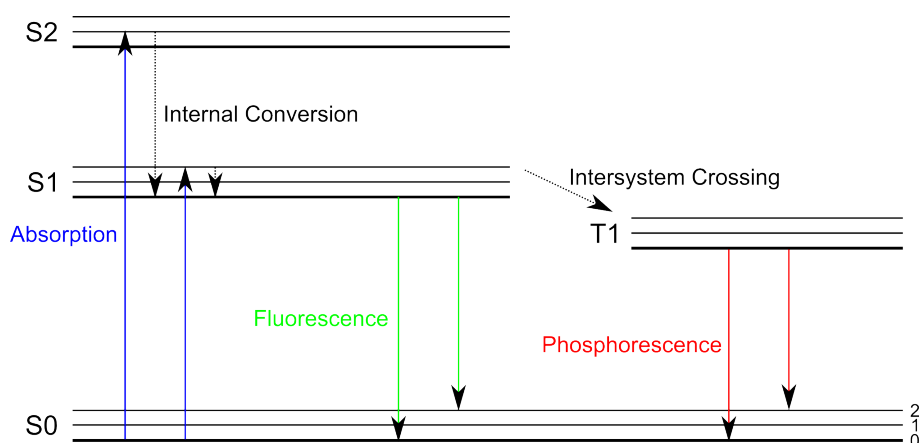 S2
Internal Conversion
S1
Intersystem Crossing
T1
Absorption
Fluorescence
Phosphorescence
S0
2
1
0